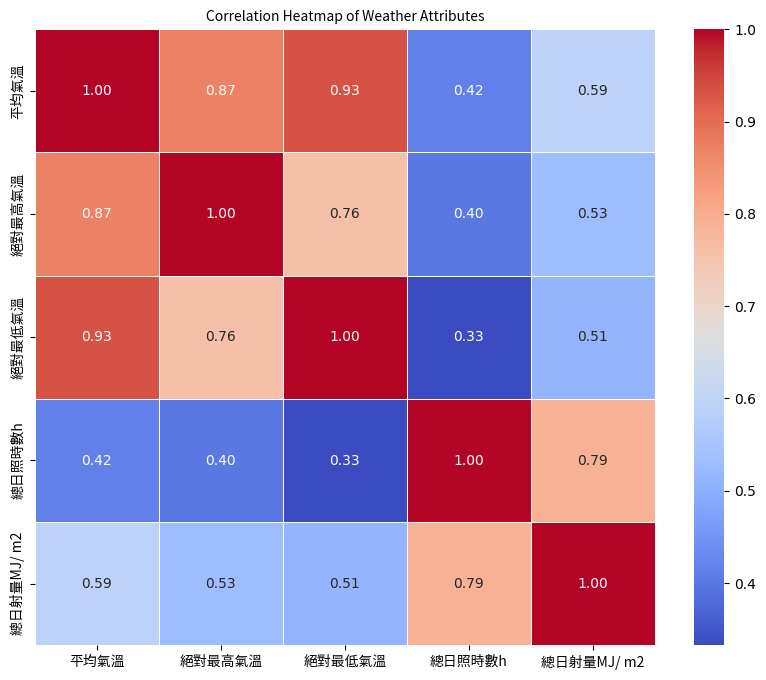 Correlation Heatmap of Weather Attributes
平均氣溫
1.00 0.87 0.93 0.42 0.59
絕對最高氣溫
0.87 1.00 0.76 0.40 0.53
絕對最低氣溫
0.93 0.76 1.00 0.33 0.51
總日照時數h
0.42 0.40 0.33 1.00 0.79
總日射量MJ/ m2
0.59 0.53 0.51 0.79 1.00
平均氣溫 絕對最高氣溫 絕對最低氣溫 總日照時數h 總日射量MJ/ m2
1.0
0.9
0.8
0.7
0.6
0.5
0.4